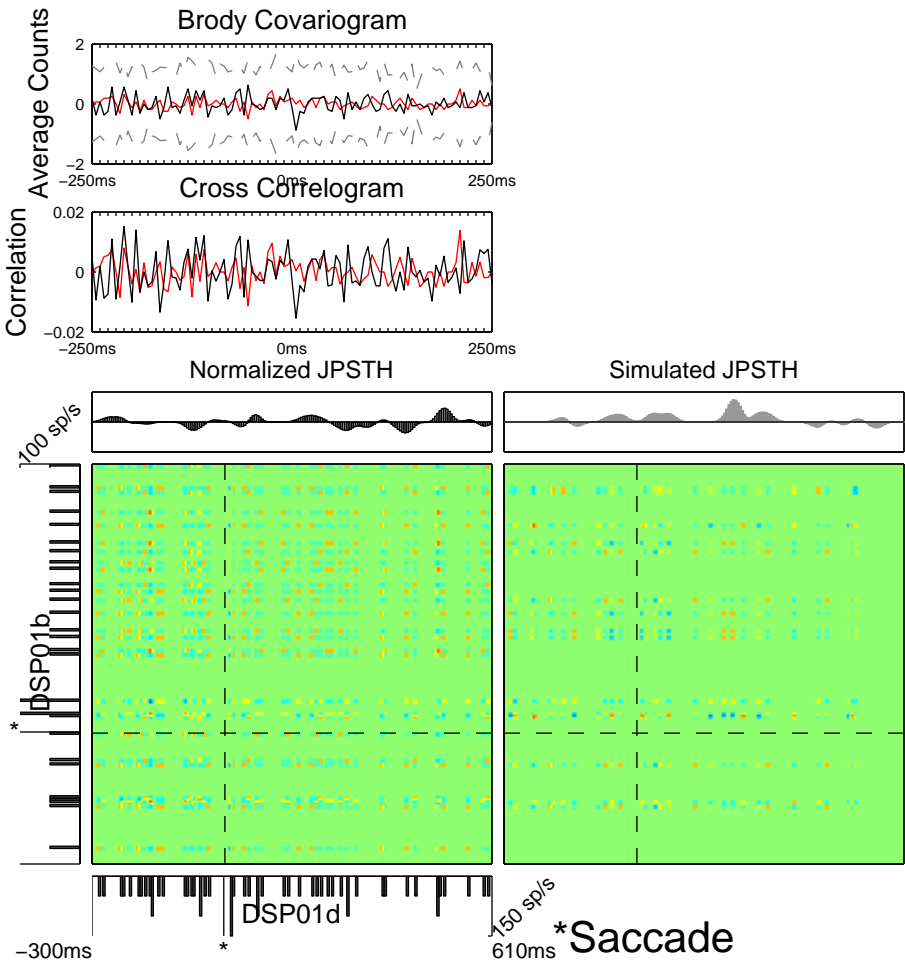 Brody Covariogram
Average Counts
2
0
−2
−250ms
0ms
250ms
Cross Correlogram
Correlation
0.02
0
−0.02
−250ms
0ms
250ms
Normalized JPSTH
Simulated JPSTH
100 sp/s
DSP01b
*
DSP01d
150 sp/s
−300ms
*
610ms
*Saccade